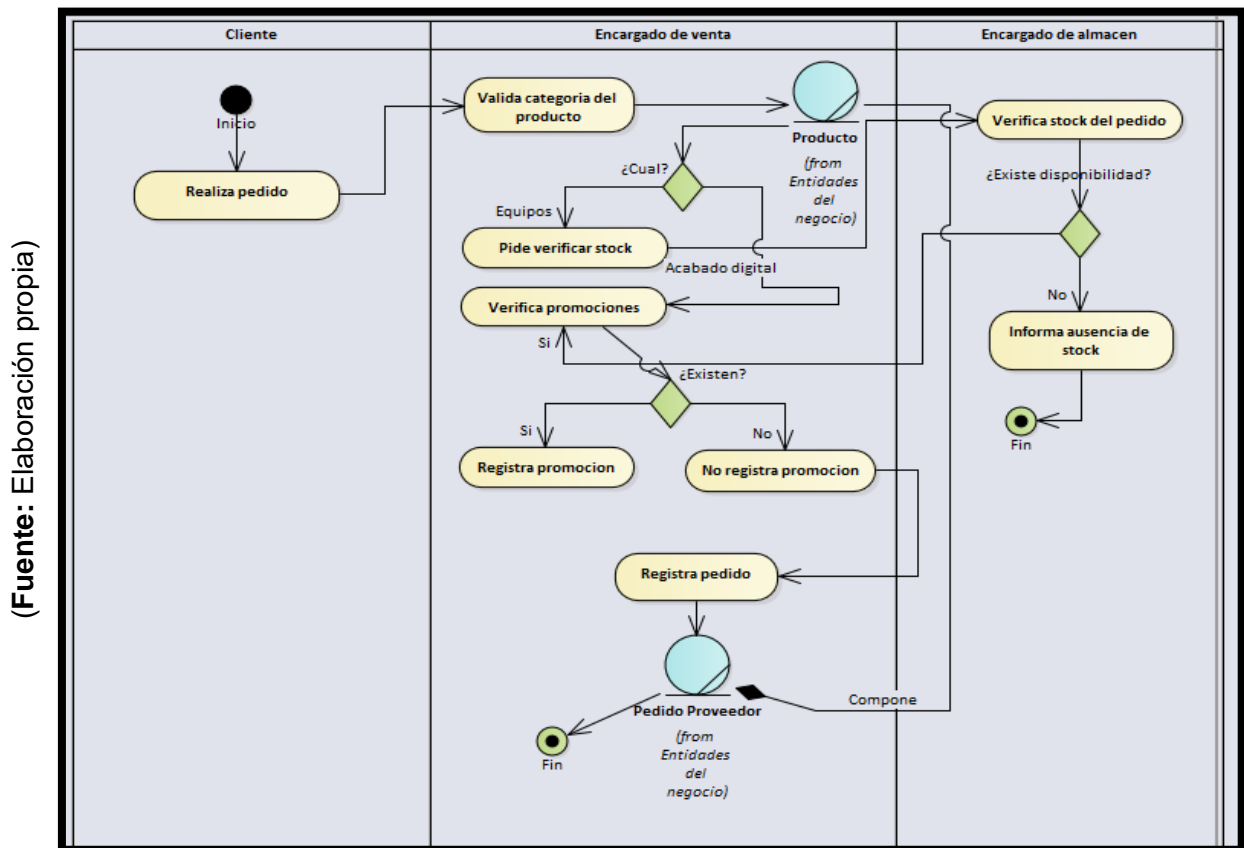 (Fuente: Elaboración propia)
Cliente
Encargado de venta
Encargado de almacen
Inicio
Realiza pedido
Valida categoria del
producto
Producto
(from
Entidades
del
negocio)
Verifica stock del pedido
¿Existe disponibilidad?
¿Cual?
Equipos
Pide verificar stock
Acabado digital
Verifica promociones
Si
No
Informa ausencia de
stock
Fin
¿Existen?
Si
No
Registra promocion
No registra promocion
Registra pedido
Compone
Pedido Proveedor
(from
Entidades
del
negocio)
Fin